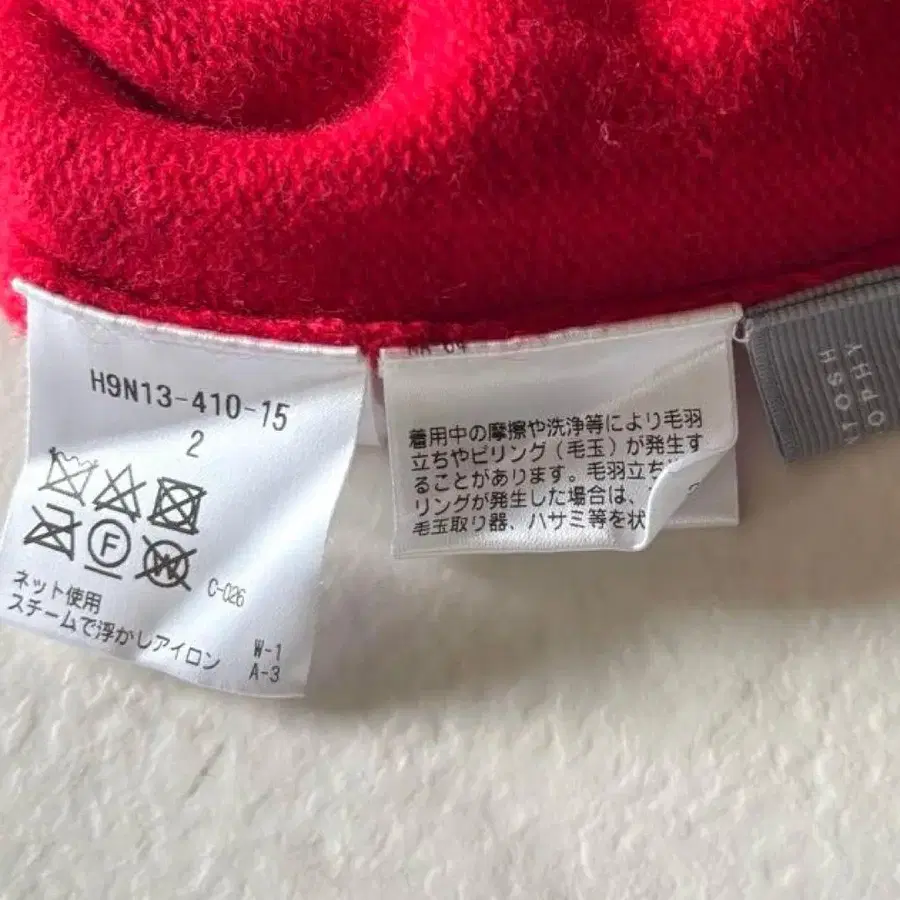 H9N13-410-15
2
F
W
C-026
ネット使用
スチームで浮かしアイロン
W-1
A-3
着用中の摩擦や洗浄等により毛羽
立ちやピリング（毛玉）が発生す
ることがあります。毛羽立ち
リングが発生した場合は、
毛玉取り器、ハサミ等を状
OSH
OPHY